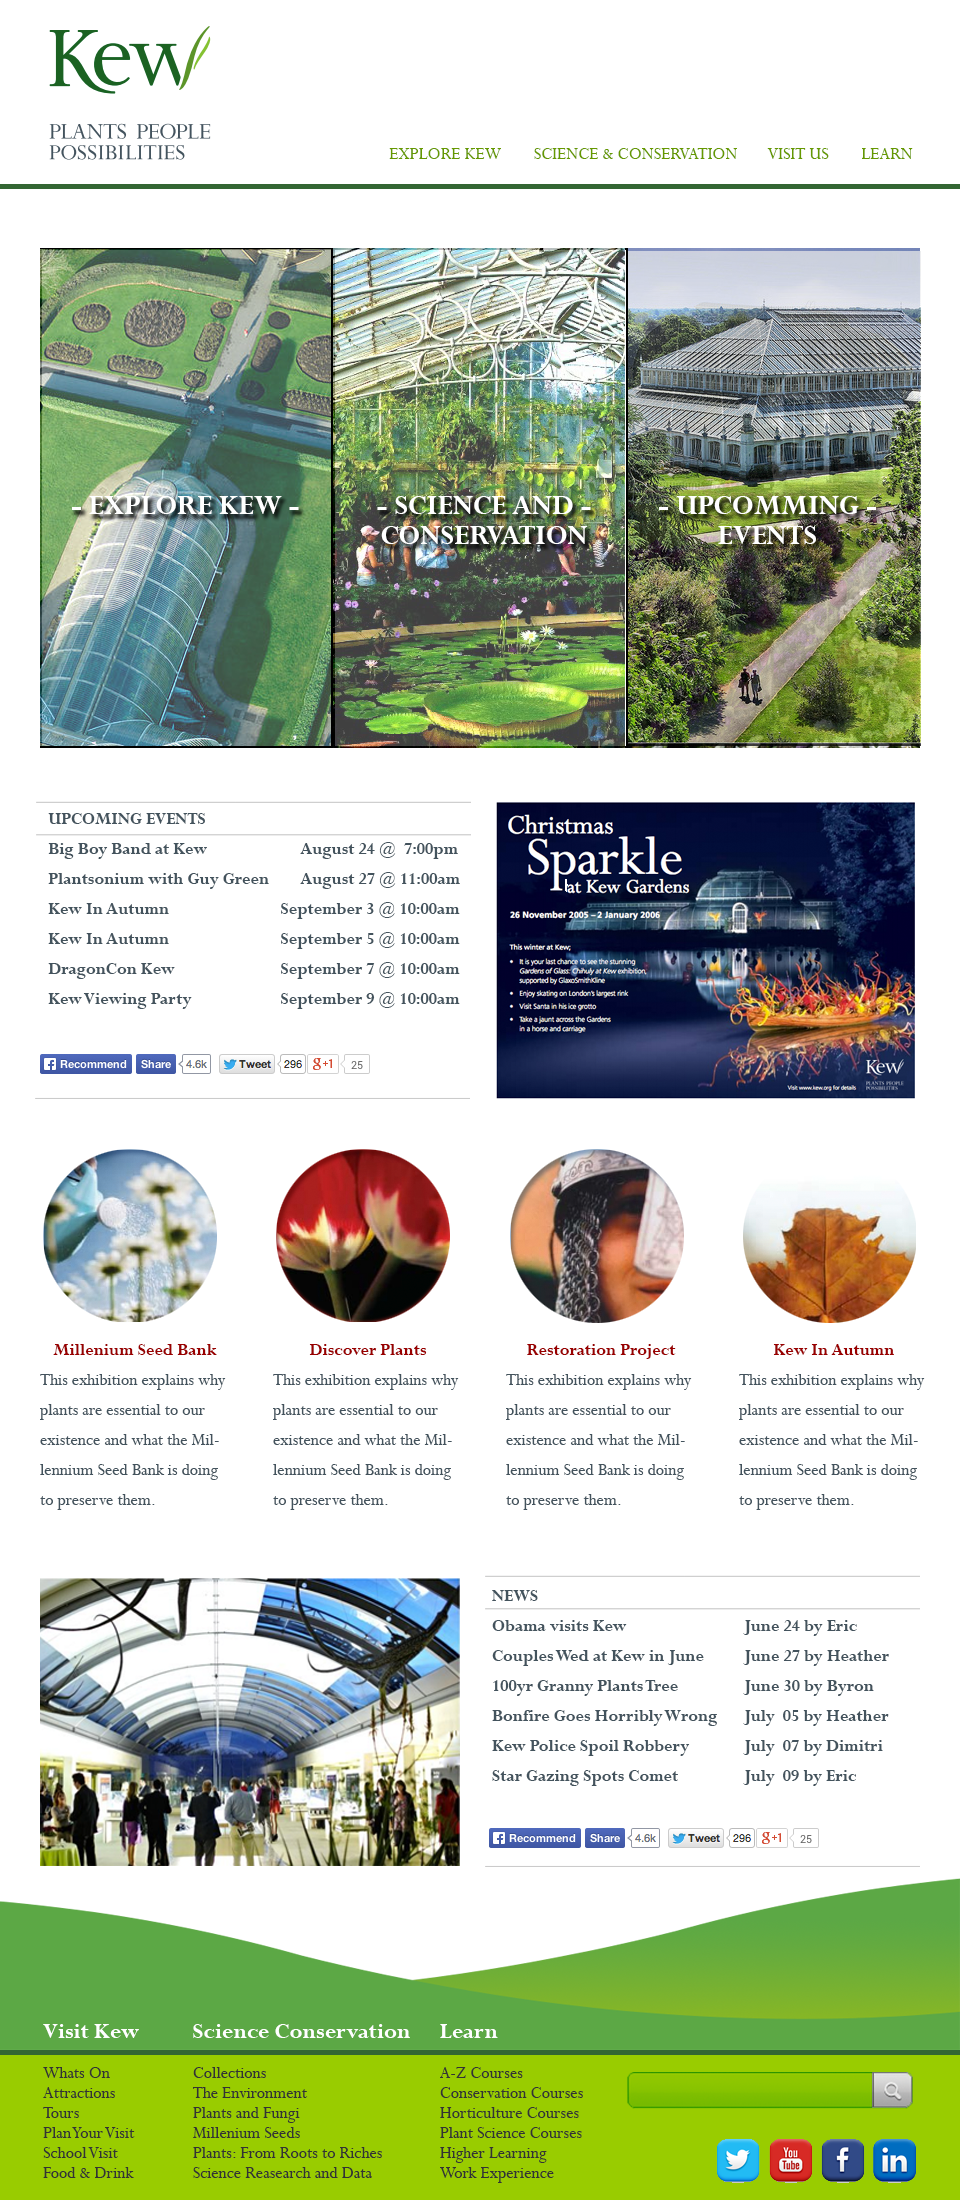 Kew
PLANTS PEOPLE
POSSIBILITIES
EXPLORE KEW SCIENCE & CONSERVATION VISIT US LEARN
- EXPLORE KEW -
- SCIENCE AND -
CONSERVATION
- UPCOMMING -
EVENTS
UPCOMING EVENTS
Big Boy Band at Kew August 24 @ 7:00pm
Plantsonium with Guy Green August 27 @ 11:00am
Kew In Autumn September 3 @ 10:00am
Kew In Autumn September 5 @ 10:00am
DragonCon Kew September 7 @ 10:00am
Kew Viewing Party September 9 @ 10:00am
Recommend Share 4.6k Tweet 296 g+1 25
Christmas
Sparkle
at Kew Gardens
26 November 2005 – 2 January 2006
This winter at Kew;
• It is your last chance to see the stunning
Gardens of Glass: Chihuly at Kew exhibition,
supported by GlaxoSmithKline
• Enjoy skating on London's largest rink
• Visit Santa in his ice grotto
• Take a jaunt across the Gardens
in a horse and carriage
Visit www.kew.org for details
Kew
PLANTS PEOPLE
POSSIBILITIES
Millenium Seed Bank
This exhibition explains why
plants are essential to our
existence and what the Mil-
lennium Seed Bank is doing
to preserve them.
Discover Plants
This exhibition explains why
plants are essential to our
existence and what the Mil-
lennium Seed Bank is doing
to preserve them.
Restoration Project
This exhibition explains why
plants are essential to our
existence and what the Mil-
lennium Seed Bank is doing
to preserve them.
Kew In Autumn
This exhibition explains why
plants are essential to our
existence and what the Mil-
lennium Seed Bank is doing
to preserve them.
NEWS
Obama visits Kew June 24 by Eric
Couples Wed at Kew in June June 27 by Heather
100yr Granny Plants Tree June 30 by Byron
Bonfire Goes Horribly Wrong July 05 by Heather
Kew Police Spoil Robbery July 07 by Dimitri
Star Gazing Spots Comet July 09 by Eric
Recommend Share 4.6k Tweet 296 g+1 25
Visit Kew
Whats On
Attractions
Tours
Plan Your Visit
School Visit
Food & Drink
Science Conservation
Collections
The Environment
Plants and Fungi
Millenium Seeds
Plants: From Roots to Riches
Science Reasearch and Data
Learn
A-Z Courses
Conservation Courses
Horticulture Courses
Plant Science Courses
Higher Learning
Work Experience
You
Tube
f
in